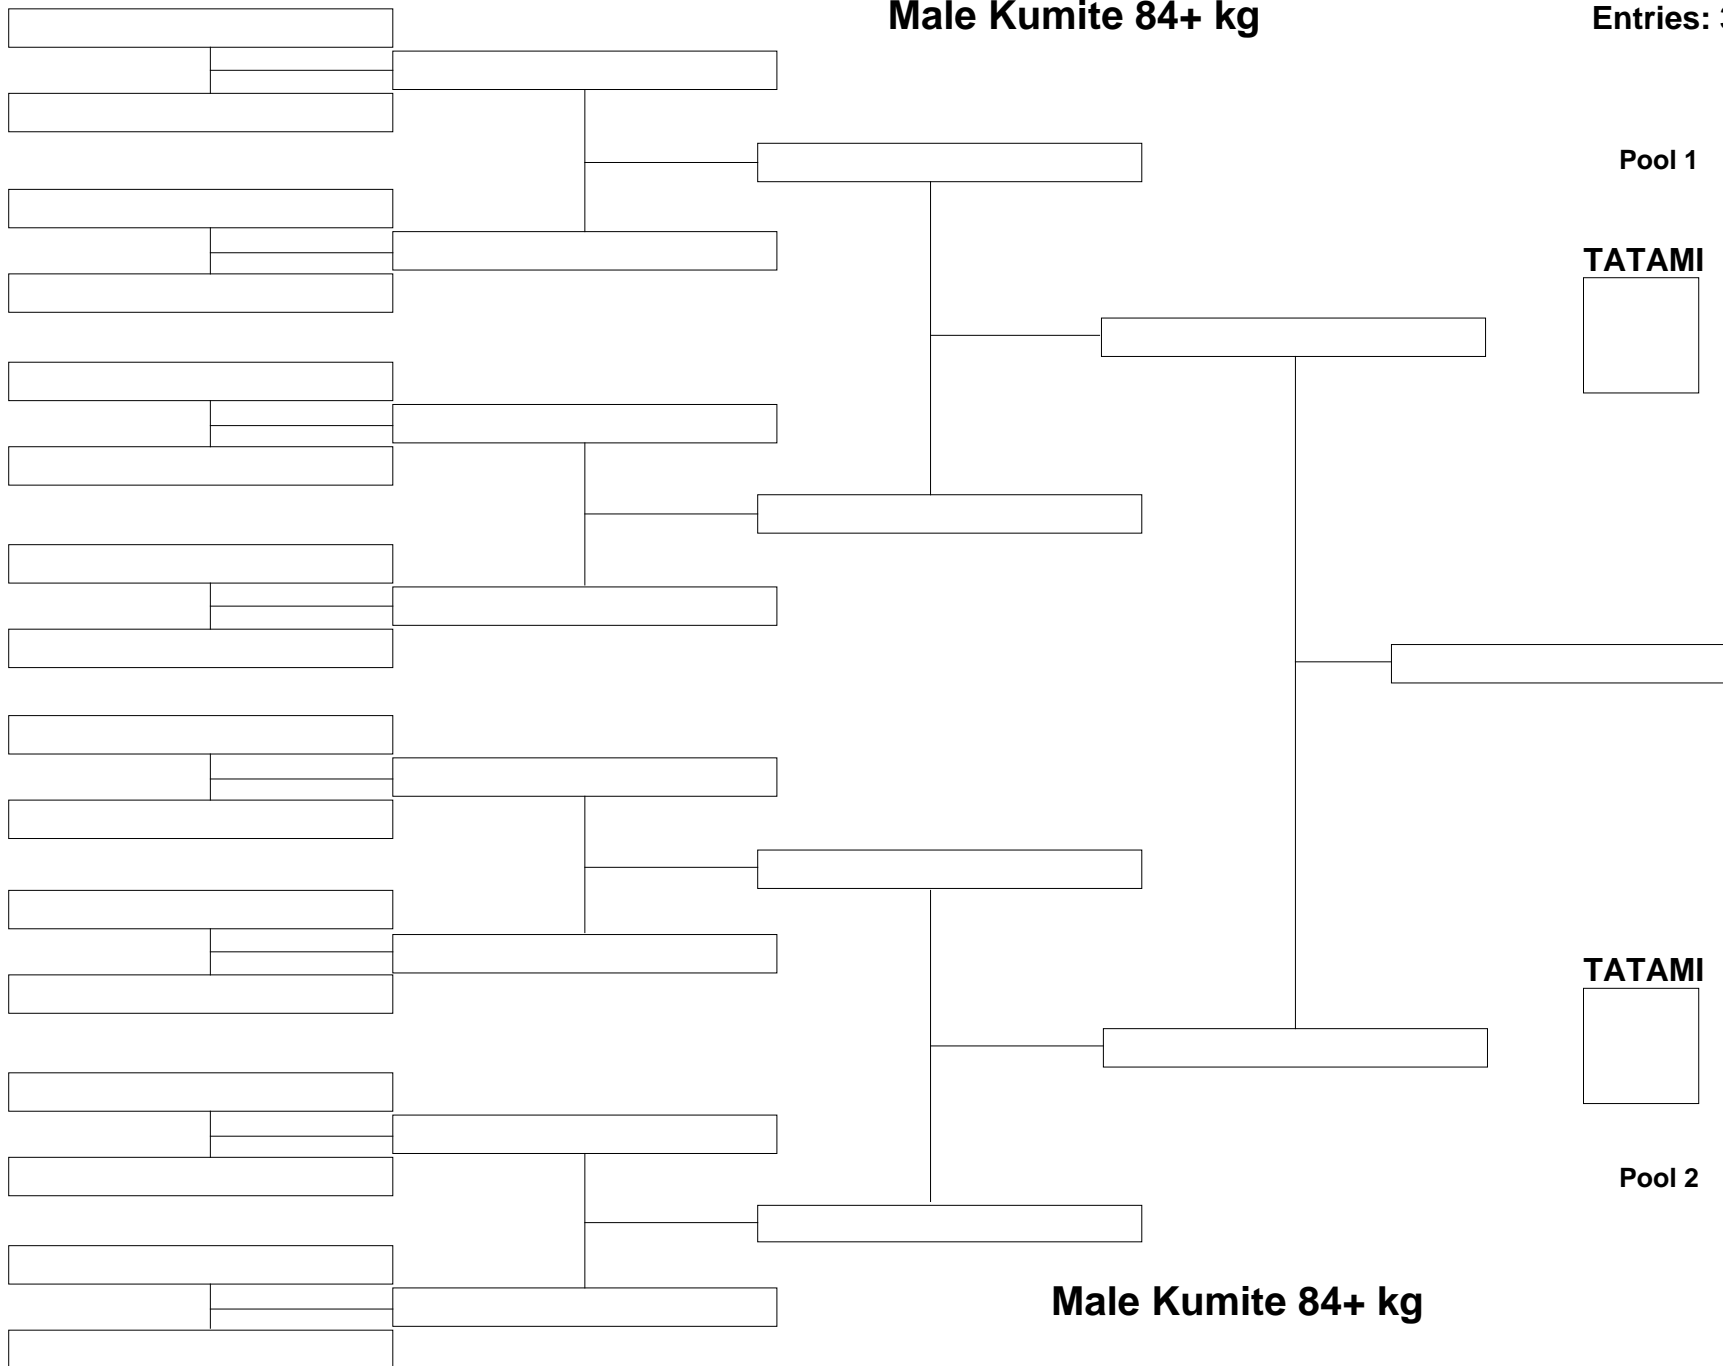 Male Kumite 84+ kg
Entries:
Pool 1
TATAMI
TATAMI
Pool 2
Male Kumite 84+ kg